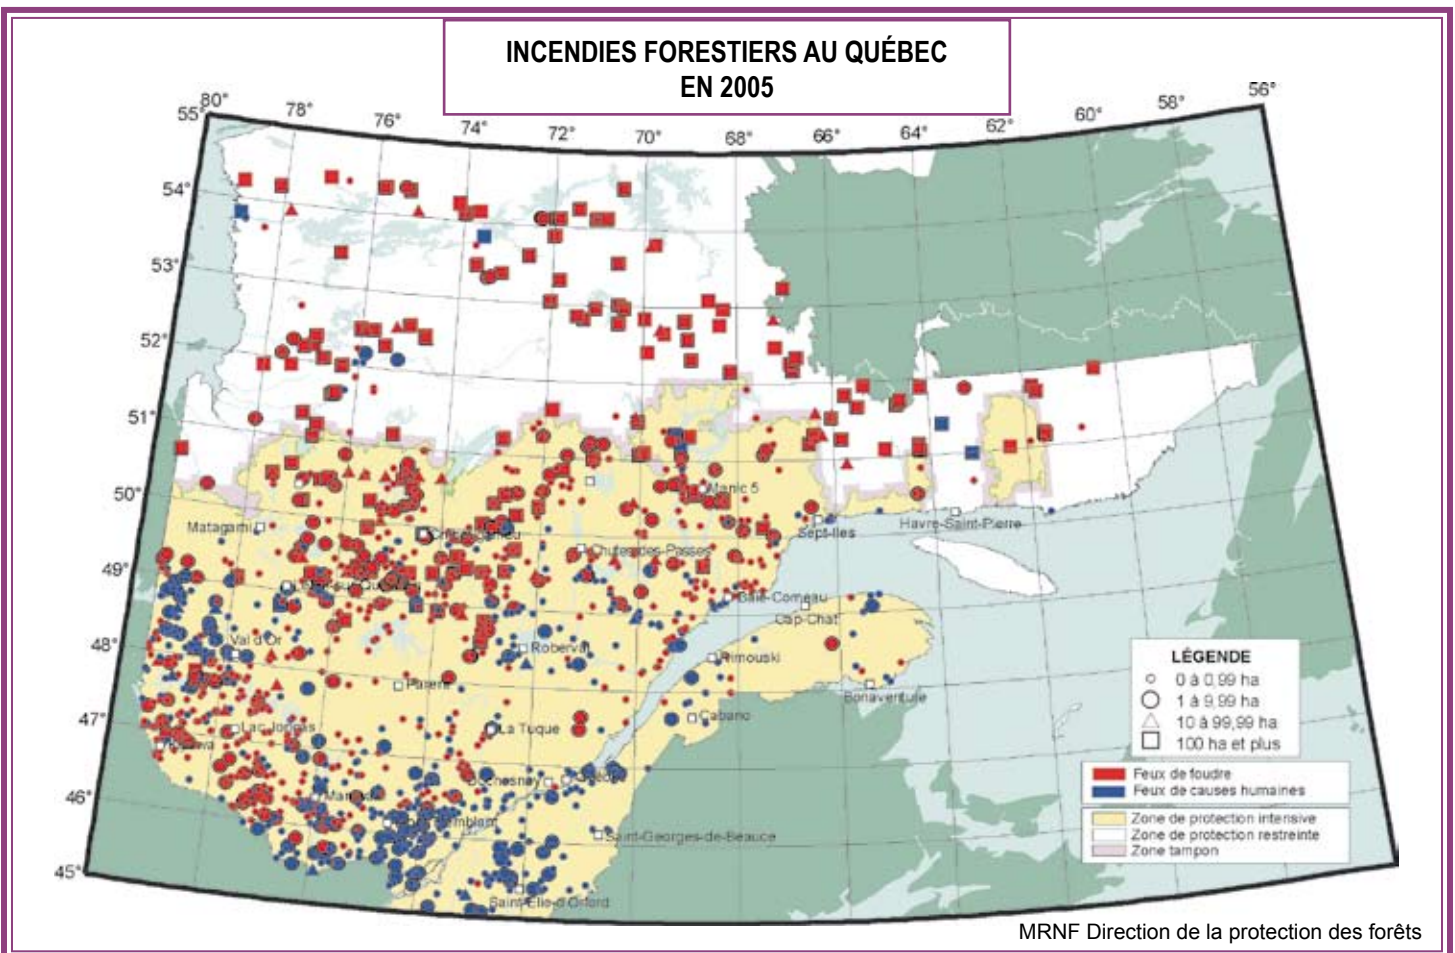 INCENDIES FORESTIERS AU QUÉBEC
EN 2005
80° 78° 76° 74° 72° 70° 68° 66° 64° 62° 60° 58° 56°
55°
54°
53°
52°
51°
50°
49°
48°
47°
46°
45°
Manic 5
Matagami
Sept-Iles
Havre-Saint-Pierre
Chutes-des-Passes
Baie-Comeau
Cap-Chat
Val d'Or
Roberval
Rimouski
Parent
Bonaventure
Cabano
Lac Joncas
La Tuque
Saint-Georges-de-Beauce
Saint-Elie-d'Orford
LÉGENDE
0 à 0,99 ha
1 à 9,99 ha
10 à 99,99 ha
100 ha et plus
Feux de foudre
Feux de causes humaines
Zone de protection intensive
Zone de protection restreinte
Zone tampon
MRNF Direction de la protection des forêts